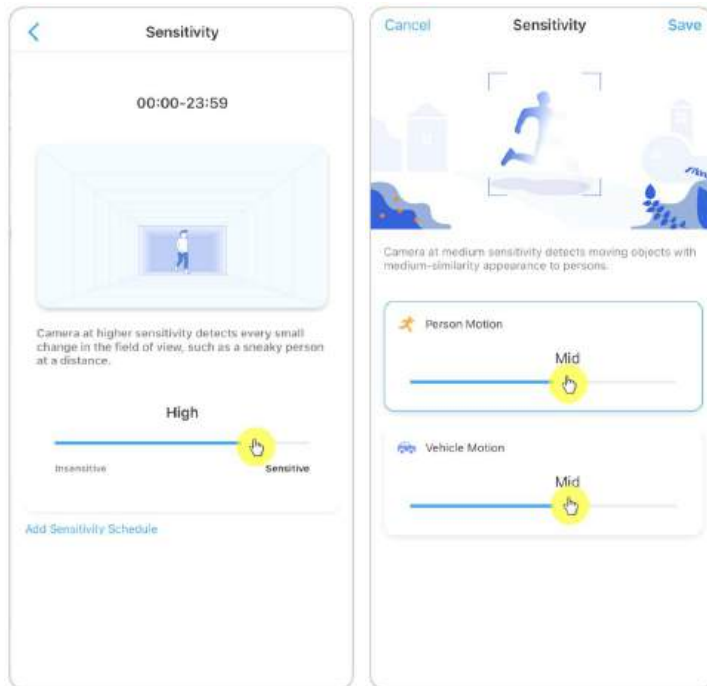 Sensitivity
00:00-23:59
Camera at higher sensitivity detects every small
change in the field of view, such as a sneaky person
at a distance.
High
Insensitive Sensitive
Add Sensitivity Schedule
Cancel Sensitivity Save
Camera at medium sensitivity detects moving objects with
medium-similarity appearance to persons.
Person Motion
Mid
Vehicle Motion
Mid